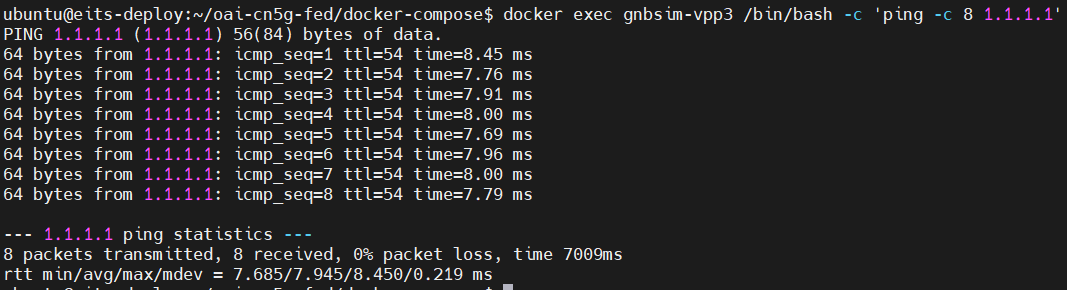 ubuntu@eits-deploy:~/oai-cn5g-fed/docker-compose$ docker exec gnbsim-vpp3 /bin/bash -c 'ping -c 8 1.1.1.1'
PING 1.1.1.1 (1.1.1.1) 56(84) bytes of data.
64 bytes from 1.1.1.1: icmp_seq=1 ttl=54 time=8.45 ms
64 bytes from 1.1.1.1: icmp_seq=2 ttl=54 time=7.76 ms
64 bytes from 1.1.1.1: icmp_seq=3 ttl=54 time=7.91 ms
64 bytes from 1.1.1.1: icmp_seq=4 ttl=54 time=8.00 ms
64 bytes from 1.1.1.1: icmp_seq=5 ttl=54 time=7.69 ms
64 bytes from 1.1.1.1: icmp_seq=6 ttl=54 time=7.96 ms
64 bytes from 1.1.1.1: icmp_seq=7 ttl=54 time=8.00 ms
64 bytes from 1.1.1.1: icmp_seq=8 ttl=54 time=7.79 ms
--- 1.1.1.1 ping statistics ---
8 packets transmitted, 8 received, 0% packet loss, time 7009ms
rtt min/avg/max/mdev = 7.685/7.945/8.450/0.219 ms